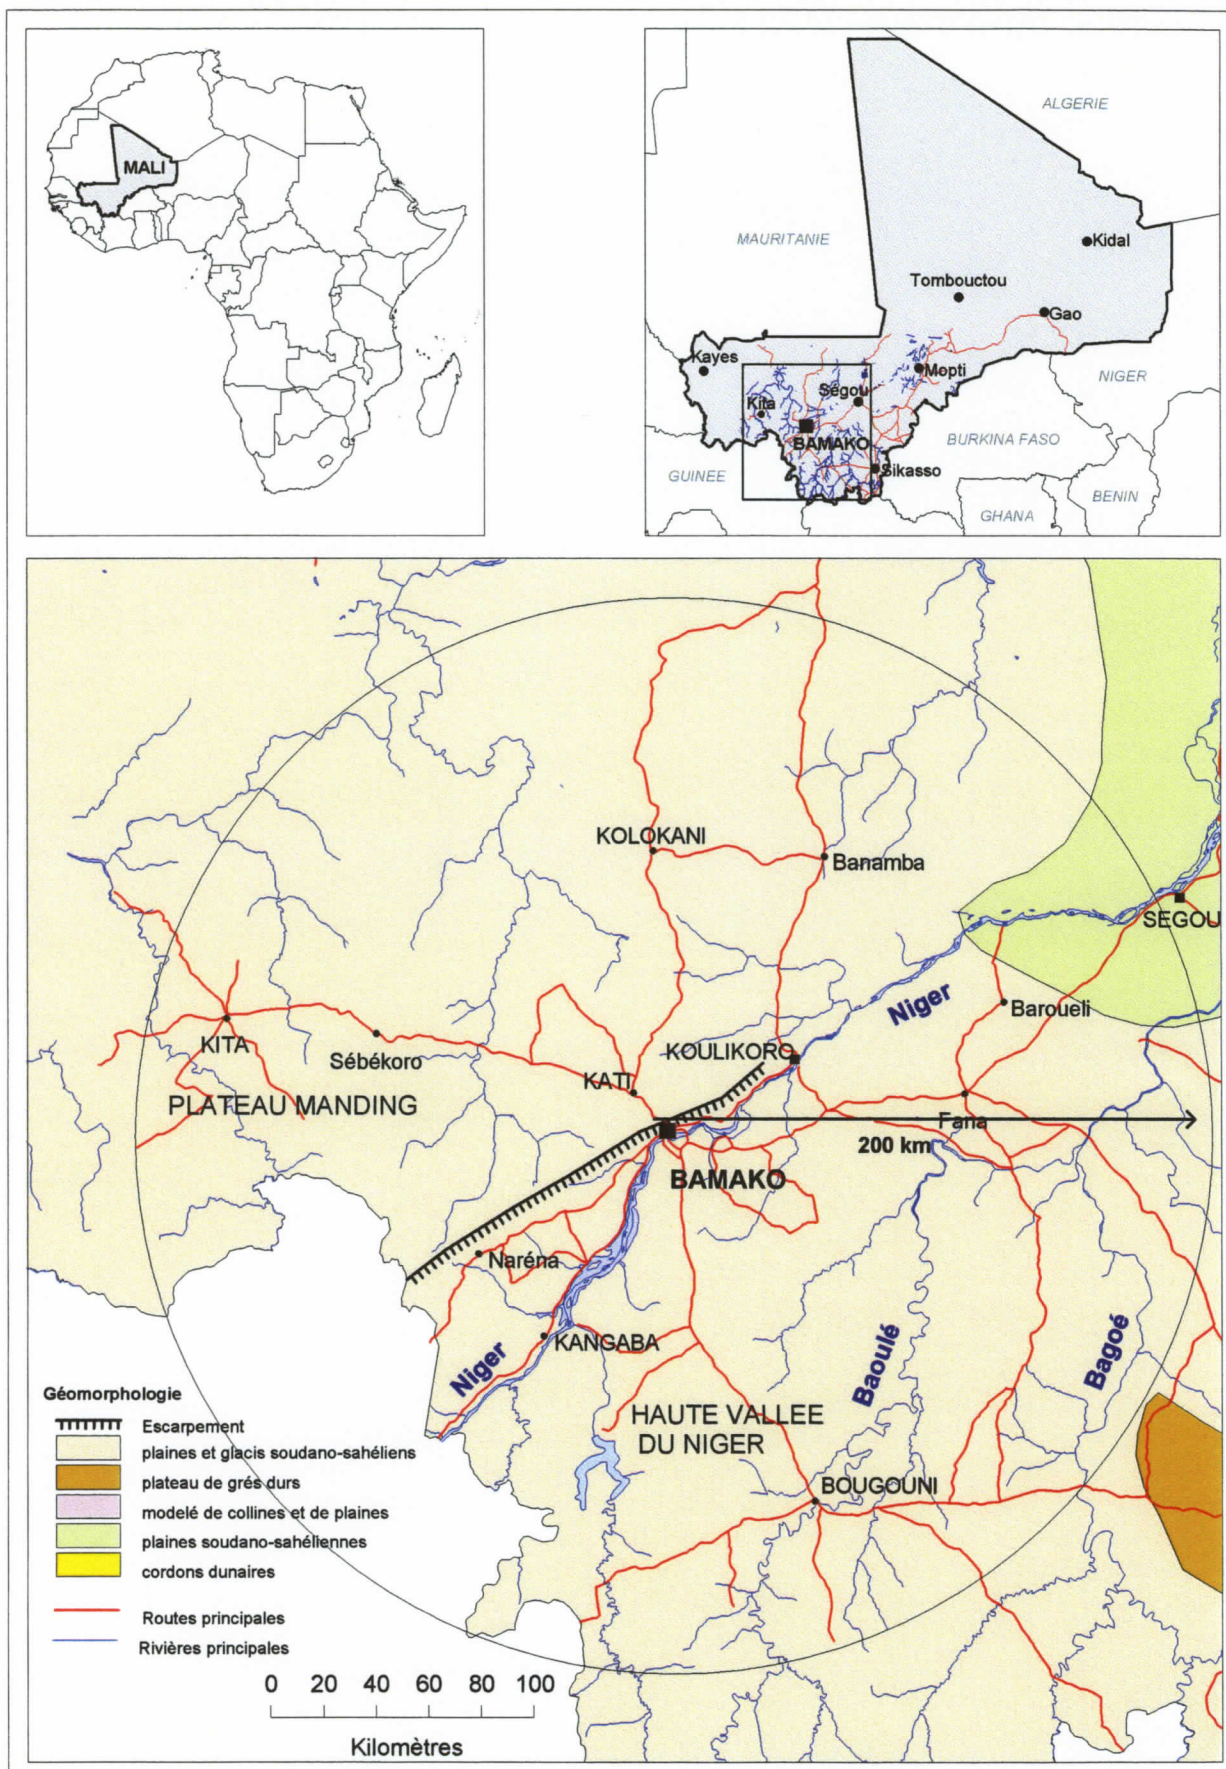 MALI
ALGERIE
MAURITANIE
Kidal
Tombouctou
Gao
Kayes
Mopti
Ségou
NIGER
Kita
BAMAKO
BURKINA FASO
GUINEE
Sikasso
BENIN
GHANA
KOLOKANI
Banamba
SEGOU
Niger
Baroueli
KITA
Sébékoro
KOULIKORO
KATI
PLATEAU MANDING
Fana
200 km
BAMAKO
Naréna
KANGABA
Niger
Baoulé
Bagoé
HAUTE VALLEE
DU NIGER
BOUGOUNI
Géomorphologie
Escarpement
plaines et glacis soudano-sahéliens
plateau de grés durs
modelé de collines et de plaines
plaines soudano-sahéliennes
cordons dunaires
Routes principales
Rivières principales
0 20 40 60 80 100
Kilomètres